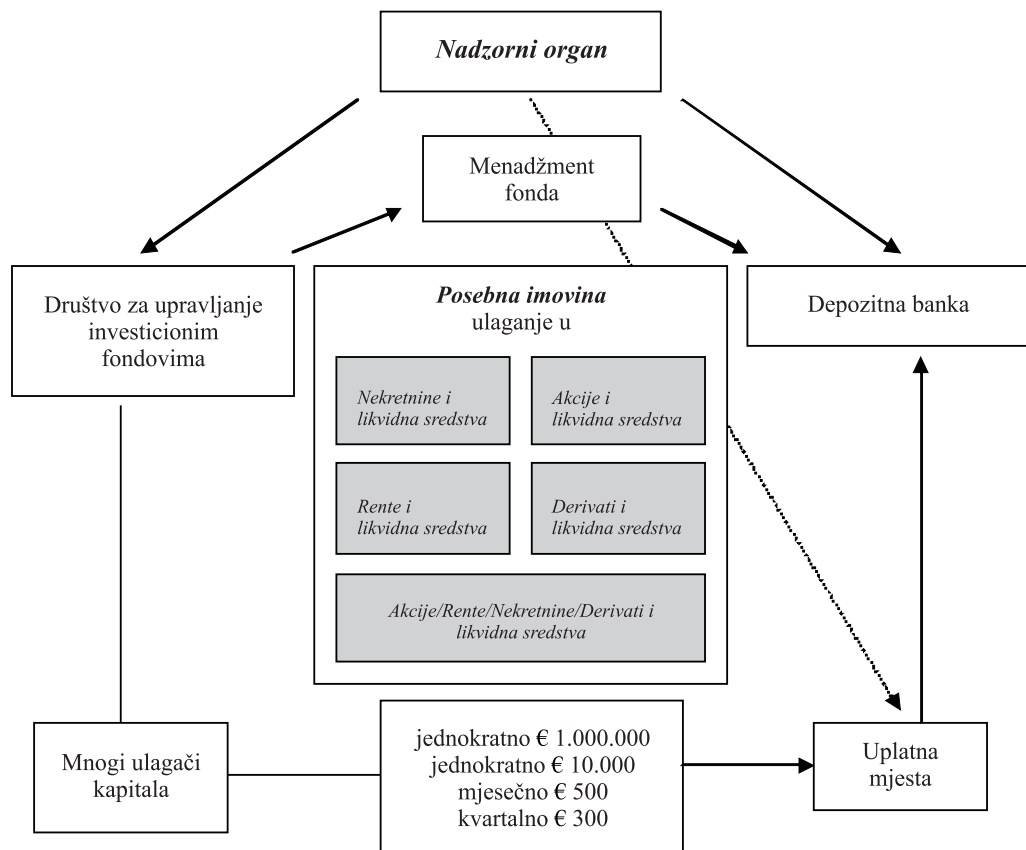 Nadzorni organ
Menadžment
fonda
Društvo za upravljanje
investicionim
fondovima
Posebna imovina
ulaganje u
Depozitna banka
Nekretnine i
likvidna sredstva
Akcije i
likvidna sredstva
Rente i
likvidna sredstva
Derivati i
likvidna sredstva
Akcije/Rente/Nekretnine/Derivati i
likvidna sredstva
Mnogi ulagači
kapitala
jednokratno € 1.000.000
jednokratno € 10.000
mjesečno € 500
kvartalno € 300
Uplatna
mjesta